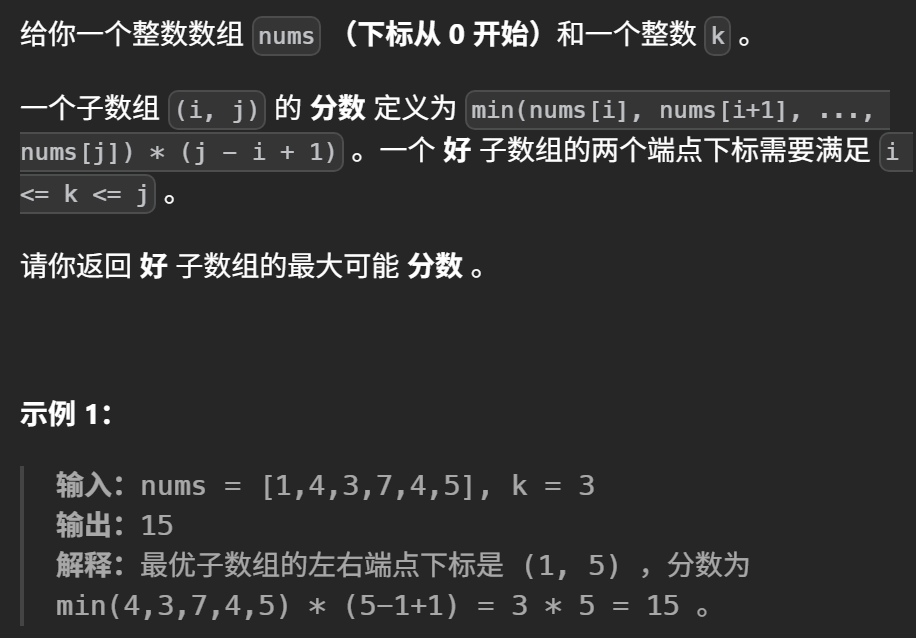 给你一个整数数组 nums （下标从 0 开始）和一个整数 k 。
一个子数组 (i, j) 的 分数 定义为 min(nums[i], nums[i+1], ...,
nums[j]) * (j - i + 1) 。一个 好 子数组的两个端点下标需要满足 i
<= k <= j 。
请你返回 好 子数组的最大可能 分数 。
示例 1：
输入：nums = [1,4,3,7,4,5], k = 3
输出：15
解释：最优子数组的左右端点下标是 (1, 5) ，分数为
min(4,3,7,4,5) * (5-1+1) = 3 * 5 = 15 。